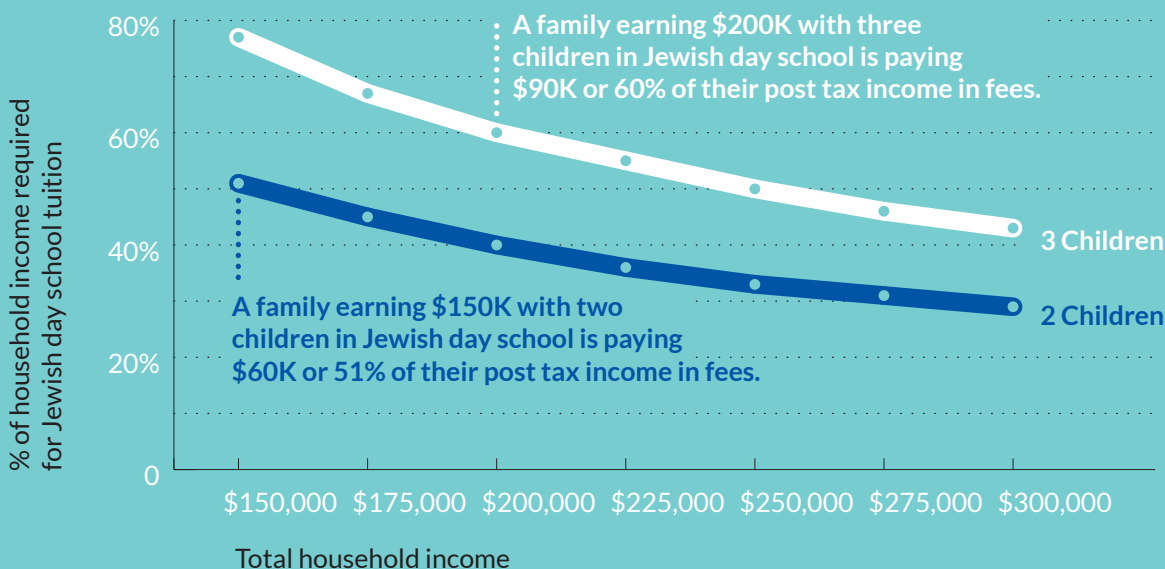 % of household income required
for Jewish day school tuition
80%
60%
40%
20%
0
A family earning $200K with three
children in Jewish day school is paying
$90K or 60% of their post tax income in fees.
3 Children
2 Children
A family earning $150K with two
children in Jewish day school is paying
$60K or 51% of their post tax income in fees.
$150,000 $175,000 $200,000 $225,000 $250,000 $275,000 $300,000
Total household income